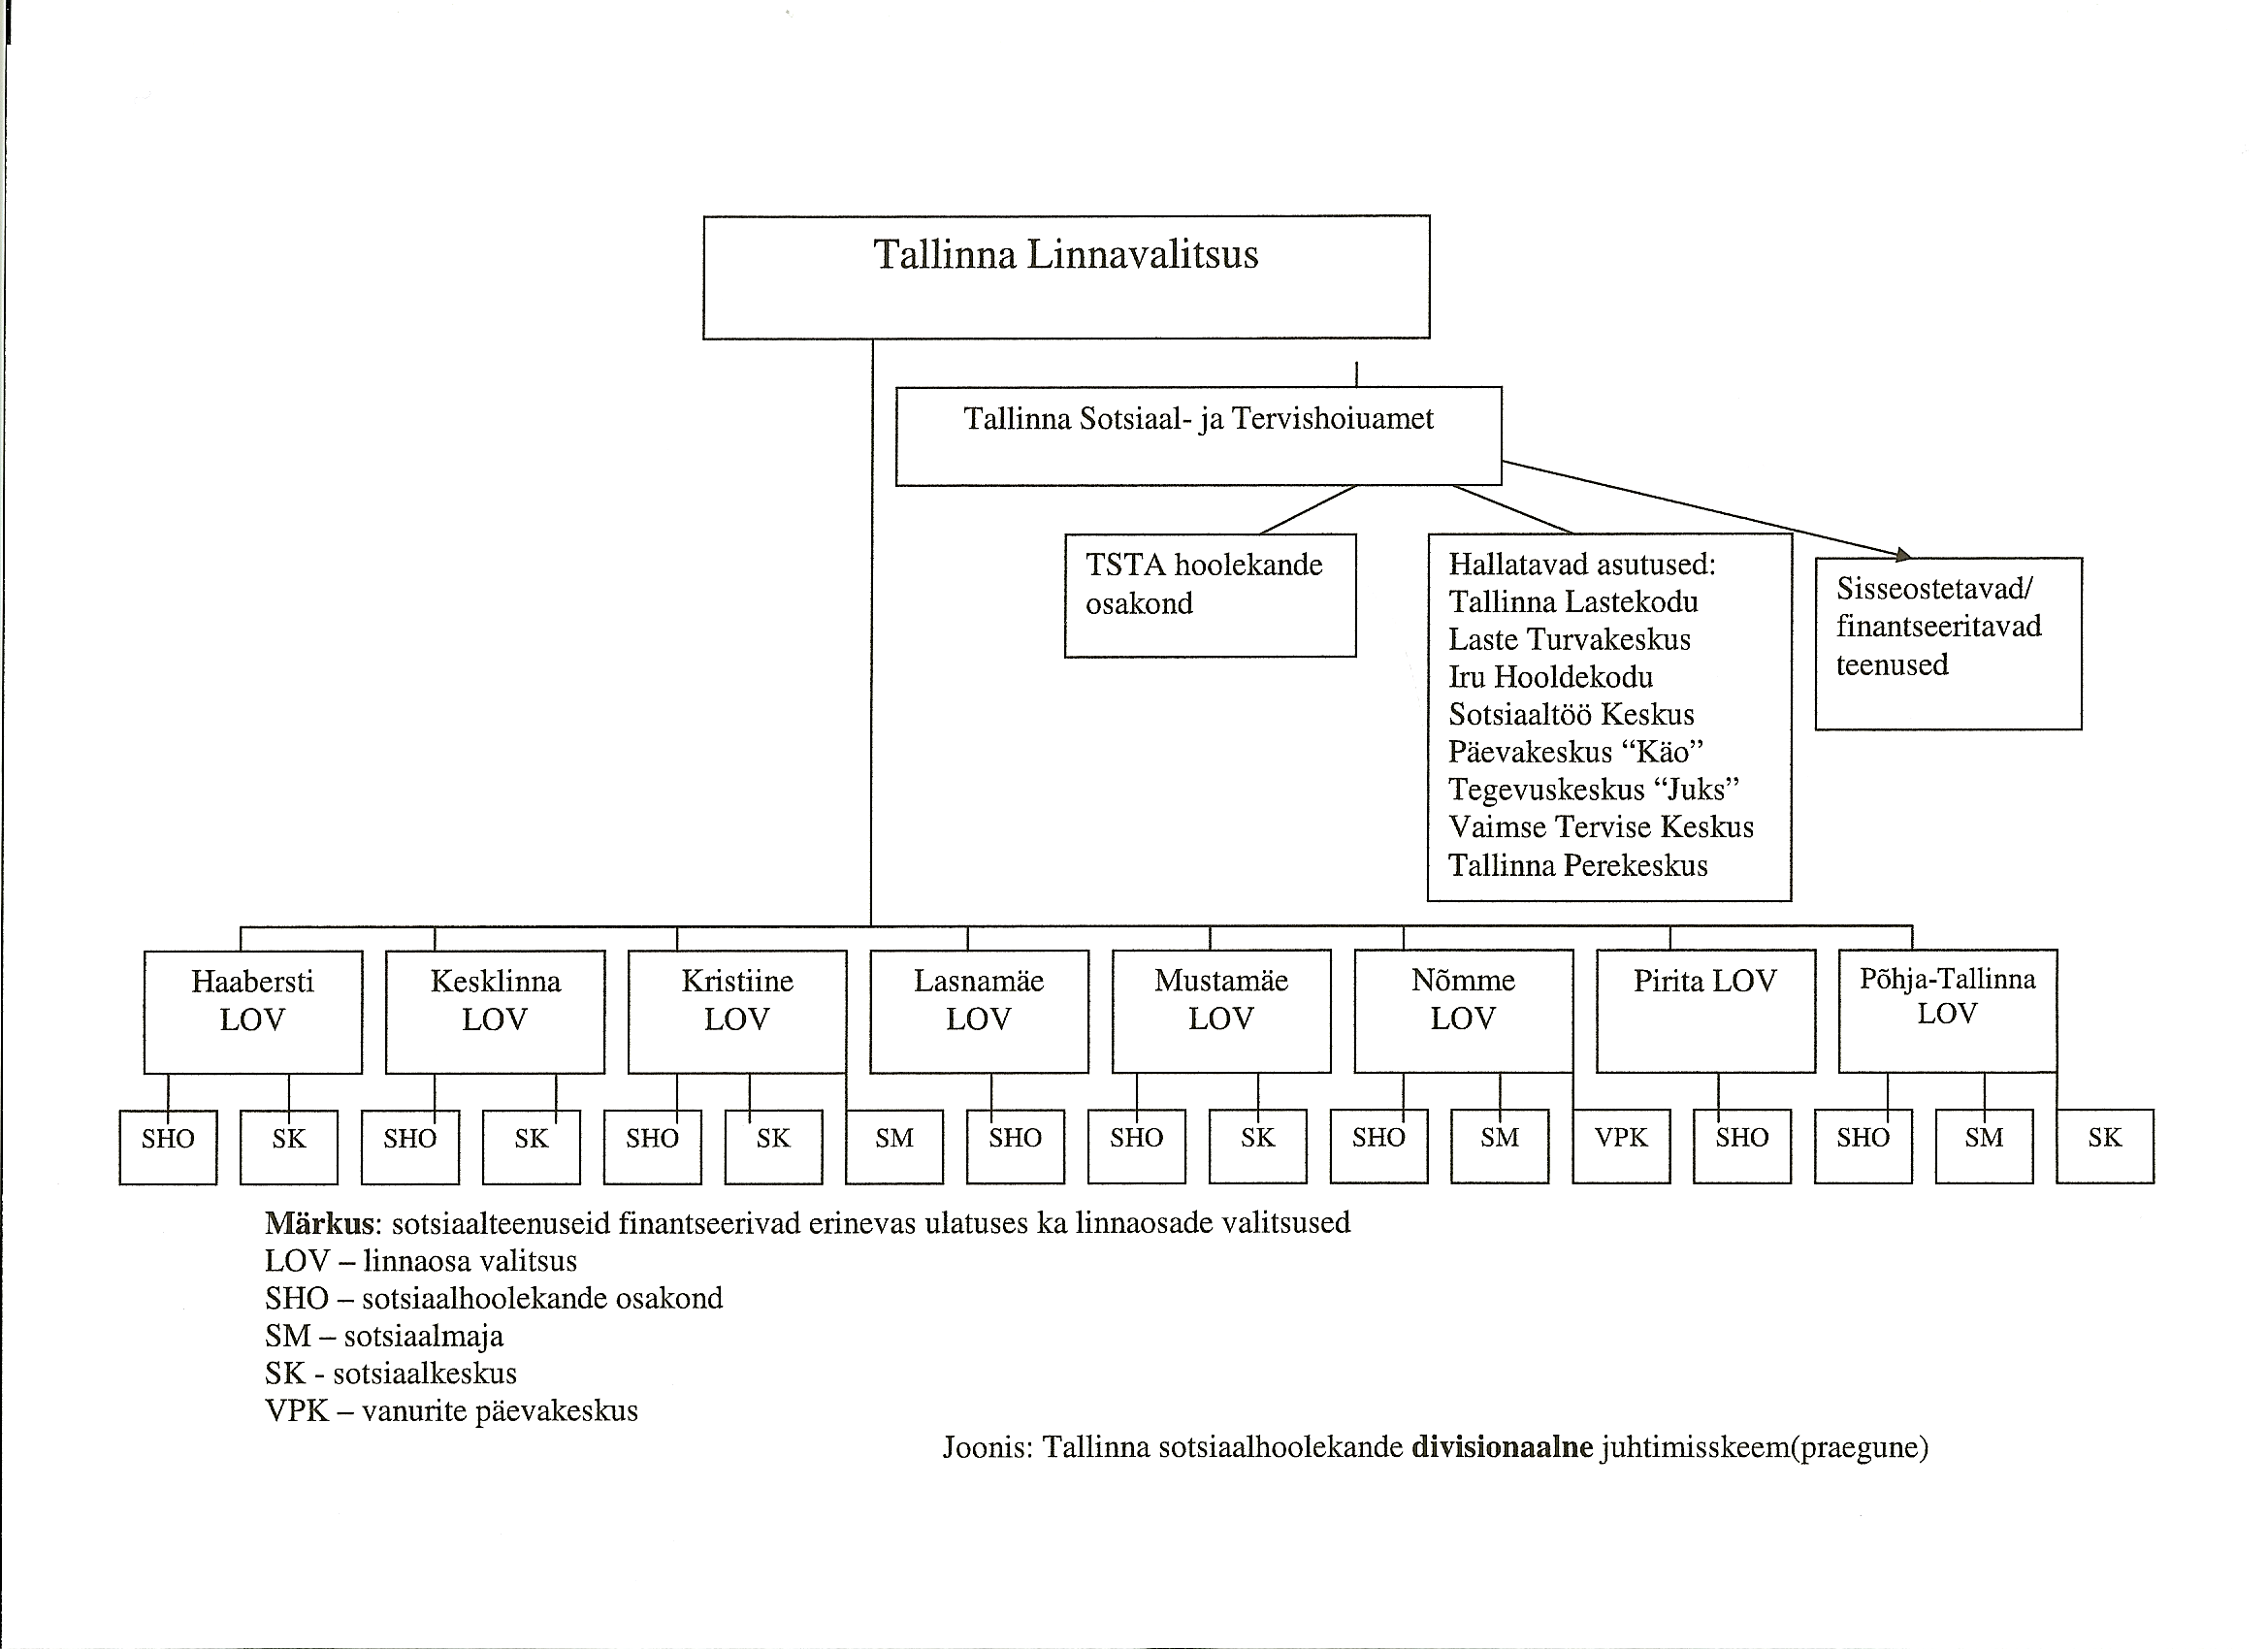 Tallinna Linnavalitsus
Tallinna Sotsiaal- ja Tervishoiuamet
TSTA hoolekande
osakond
Hallatavad asutused:
Tallinna Lastekodu
Laste Turvakeskus
Iru Hooldekodu
Sotsiaaltöö Keskus
Päevakeskus “Käo”
Tegevuskeskus “Juks”
Vaimse Tervise Keskus
Tallinna Perekeskus
Sisseostetavad/
finantseeritavad
teenused
Haabersti
LOV
Kesklinna
LOV
Kristiine
LOV
Lasnamäe
LOV
Mustamäe
LOV
Nõmme
LOV
Pirita LOV
Põhja-Tallinna
LOV
SHO
SK
SHO
SK
SHO
SK
SM
SHO
SHO
SK
SHO
SM
VPK
SHO
SHO
SM
SK
Märkus: sotsiaalteenuseid finantseerivad erinevas ulatuses ka linnaosade valitsused
LOV – linnaosa valitsus
SHO – sotsiaalhoolekande osakond
SM – sotsiaalmaja
SK - sotsiaalkeskus
VPK – vanurite päevakeskus
Joonis: Tallinna sotsiaalhoolekande divisionaalne juhtimisskeem(praegune)